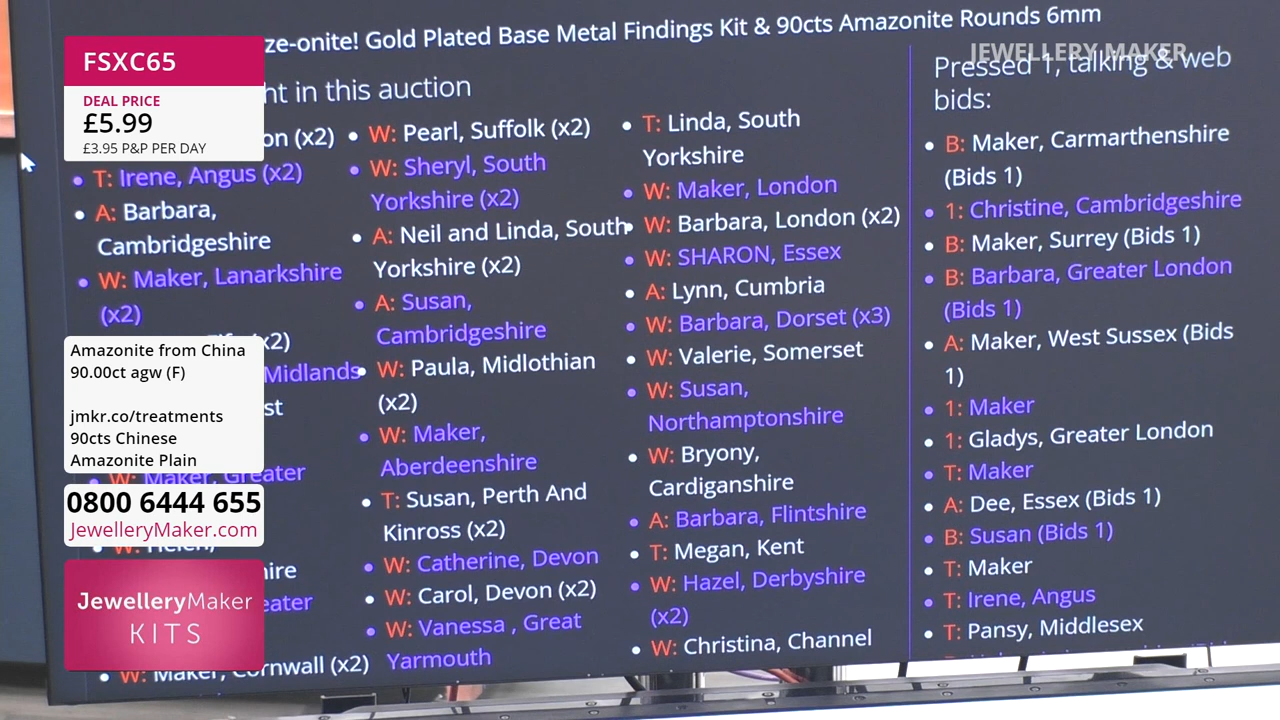 ze-onite! Gold Plated Base Metal Findings Kit & 90cts Amazonite Rounds 6mm
JEWELLERY MAKER
FSXC65
DEAL PRICE
£5.99
£3.95 P&P PER DAY
ht in this auction
on (x2)
T: Irene, Angus (x2)
A: Barbara,
Cambridgeshire
W: Maker, Lanarkshire
(x2)
x2)
Midlands
st
W: Maker, Greater
W: Helen,
hire
eater
W: Maker, Cornwall (x2)
Amazonite from China
90.00ct agw (F)
jmkr.co/treatments
90cts Chinese
Amazonite Plain
0800 6444 655
JewelleryMaker.com
JewelleryMaker
KITS
W: Pearl, Suffolk (x2)
W: Sheryl, South
Yorkshire (x2)
A: Neil and Linda, South
Yorkshire (x2)
A: Susan,
Cambridgeshire
W: Paula, Midlothian
(x2)
W: Maker,
Aberdeenshire
T: Susan, Perth And
Kinross (x2)
W: Catherine, Devon
W: Carol, Devon (x2)
W: Vanessa , Great
Yarmouth
T: Linda, South
Yorkshire
W: Maker, London
W: Barbara, London (x2)
W: SHARON, Essex
A: Lynn, Cumbria
W: Barbara, Dorset (x3)
W: Valerie, Somerset
W: Susan,
Northamptonshire
W: Bryony,
Cardiganshire
A: Barbara, Flintshire
T: Megan, Kent
W: Hazel, Derbyshire
(x2)
W: Christina, Channel
Pressed 1, talking & web
bids:
B: Maker, Carmarthenshire
(Bids 1)
1: Christine, Cambridgeshire
B: Maker, Surrey (Bids 1)
B: Barbara, Greater London
(Bids 1)
A: Maker, West Sussex (Bids
1)
1: Maker
1: Gladys, Greater London
T: Maker
A: Dee, Essex (Bids 1)
B: Susan (Bids 1)
T: Maker
T: Irene, Angus
T: Pansy, Middlesex